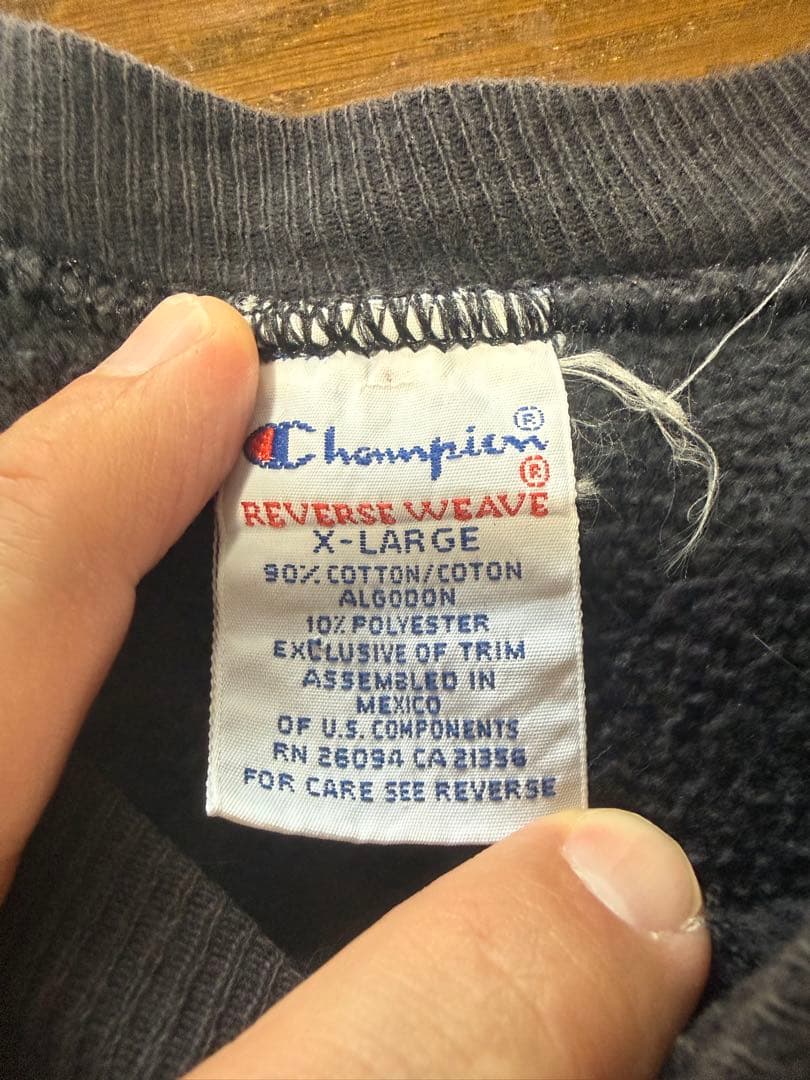 Champion®
®
REVERSE WEAVE
X-LARGE
90% COTTON/COTON
ALGODON
10% POLYESTER
EXCLUSIVE OF TRIM
ASSEMBLED IN
MEXICO
OF U.S. COMPONENTS
RN 26094 CA 21356
FOR CARE SEE REVERSE